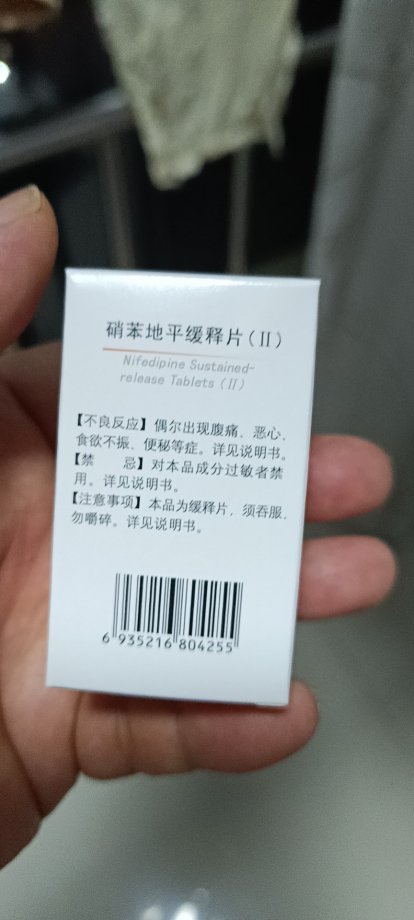 硝苯地平缓释片(Ⅱ)
Nifedipine Sustained-
release Tablets (Ⅱ)
【不良反应】偶尔出现腹痛、恶心、
食欲不振、便秘等症。详见说明书。
【禁 忌】对本品成分过敏者禁
用。详见说明书。
【注意事项】本品为缓释片，须吞服，
勿嚼碎。详见说明书。
6 935216 804255